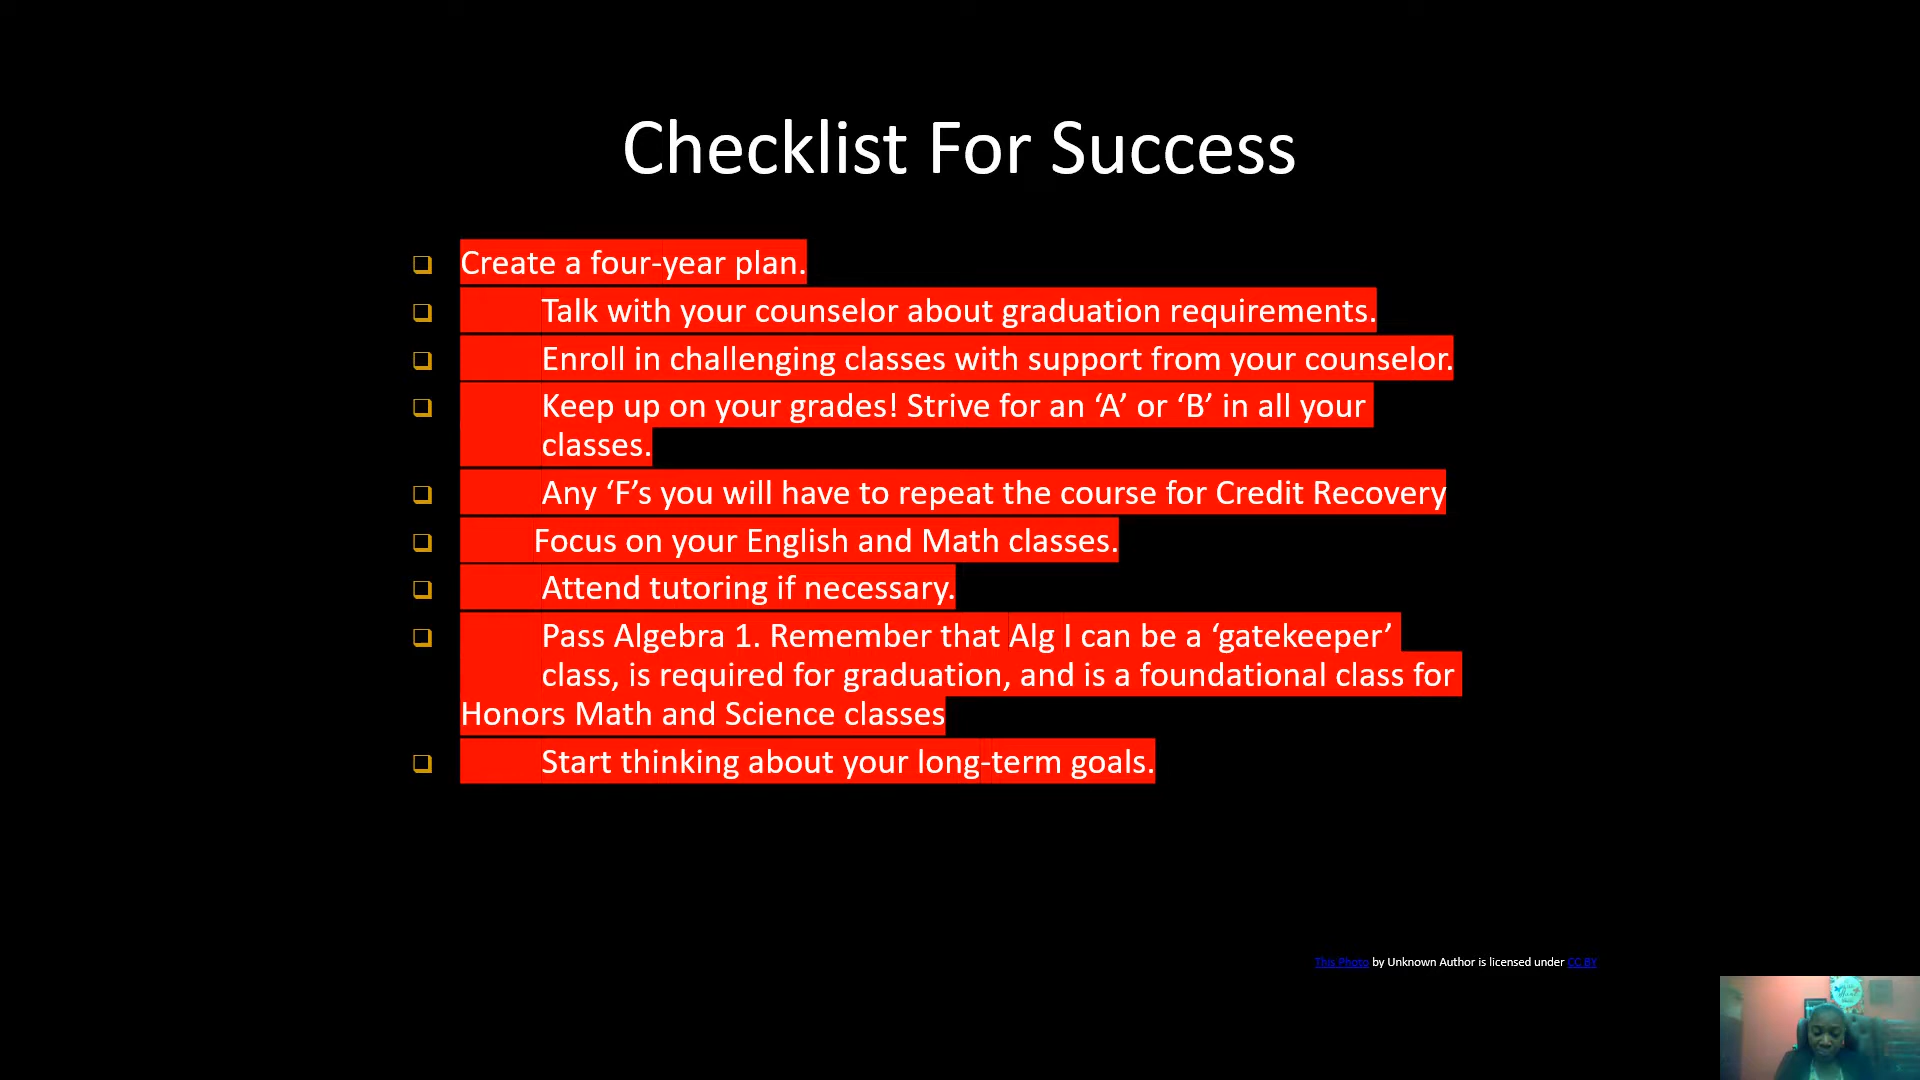 Checklist For Success
❑ Create a four-year plan.
❑ Talk with your counselor about graduation requirements.
❑ Enroll in challenging classes with support from your counselor.
❑ Keep up on your grades! Strive for an ‘A’ or ‘B’ in all your
classes.
❑ Any ‘F’s you will have to repeat the course for Credit Recovery
❑ Focus on your English and Math classes.
❑ Attend tutoring if necessary.
❑ Pass Algebra 1. Remember that Alg I can be a ‘gatekeeper’
class, is required for graduation, and is a foundational class for
Honors Math and Science classes
❑ Start thinking about your long-term goals.
This Photo by Unknown Author is licensed under CC BY